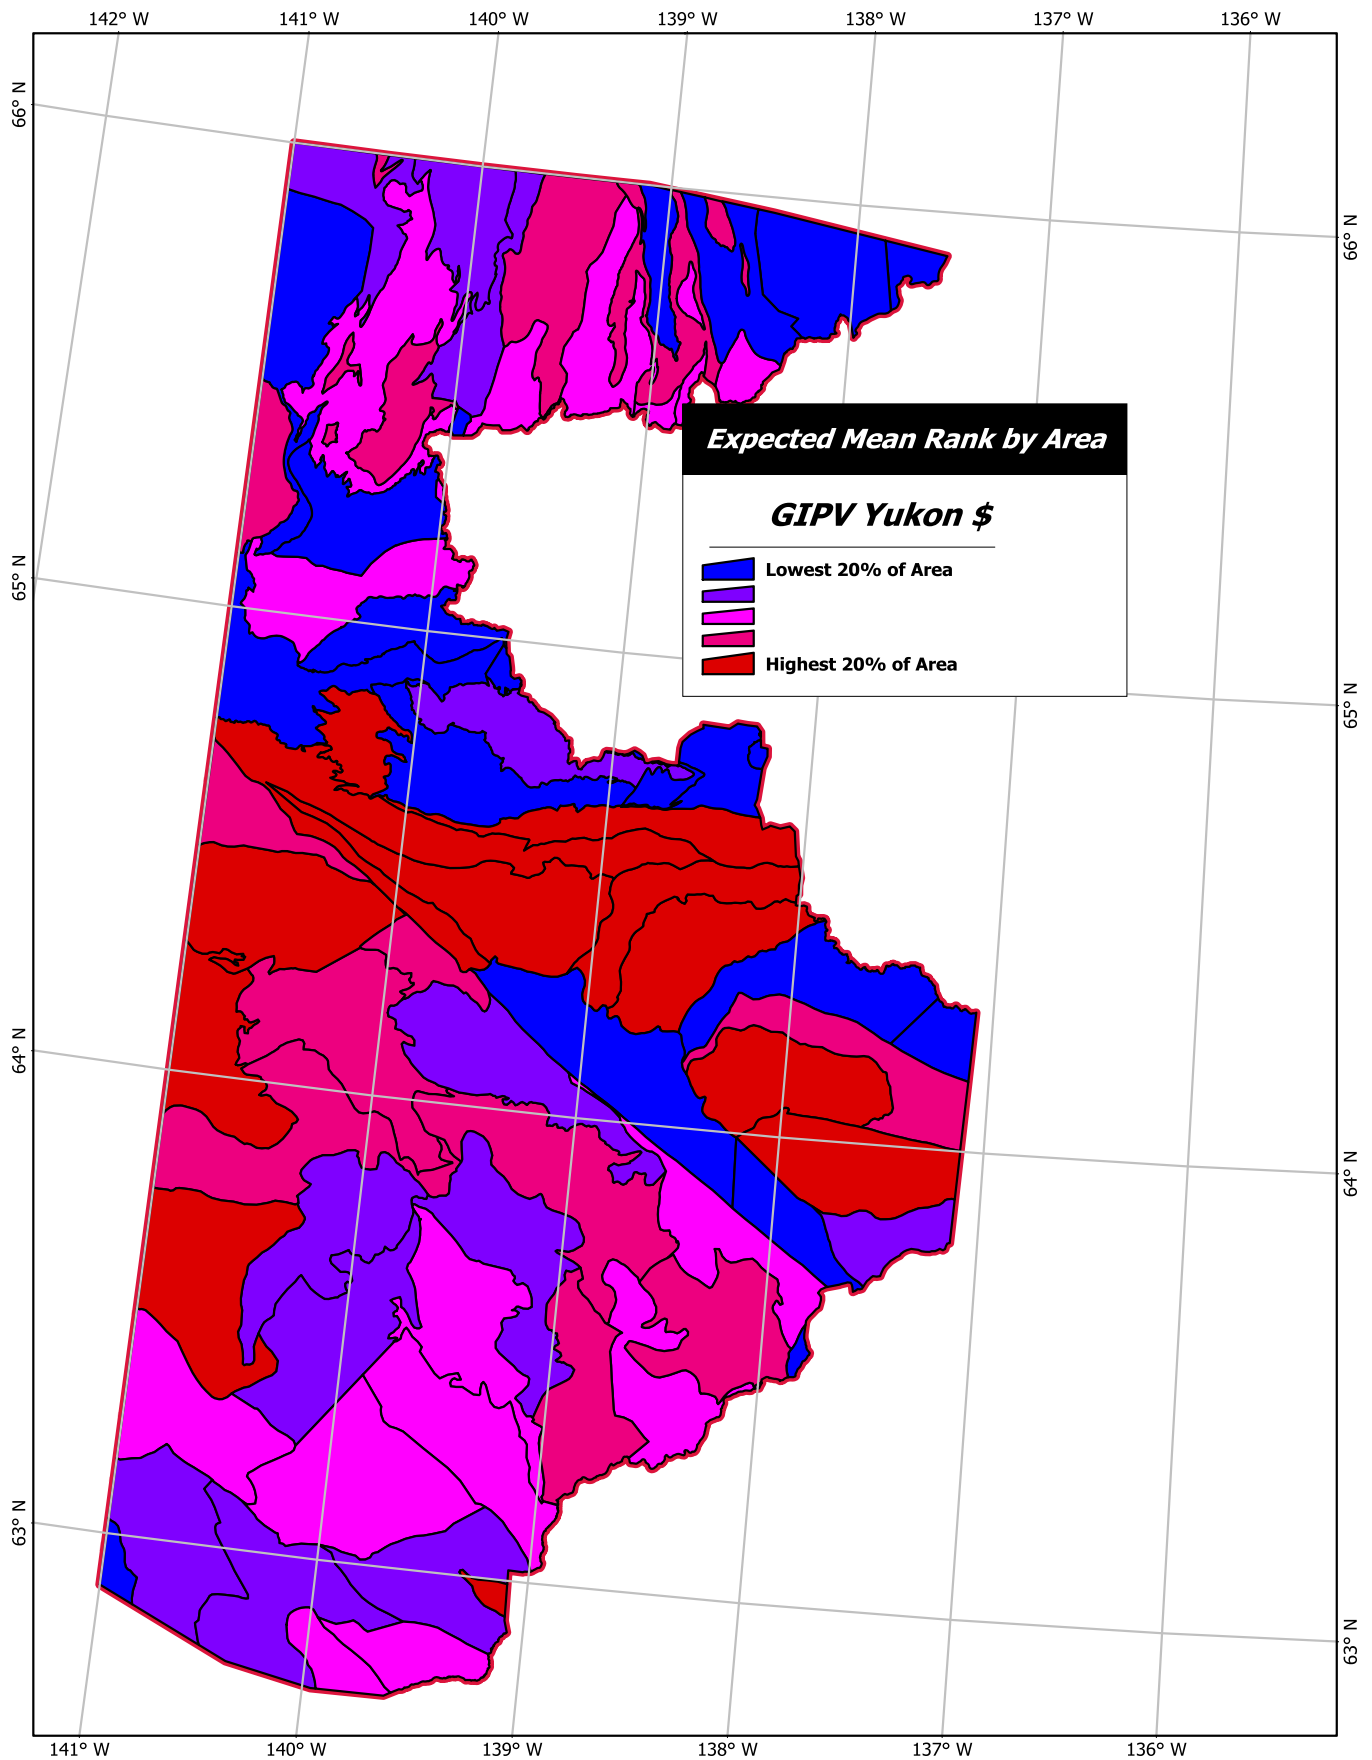 142° W 141° W 140° W 139° W 138° W 137° W 136° W
66° N
66° N
Expected Mean Rank by Area
GIPV Yukon $
Lowest 20% of Area
Highest 20% of Area
65° N
65° N
64° N
64° N
63° N
63° N
141° W 140° W 139° W 138° W 137° W 136° W